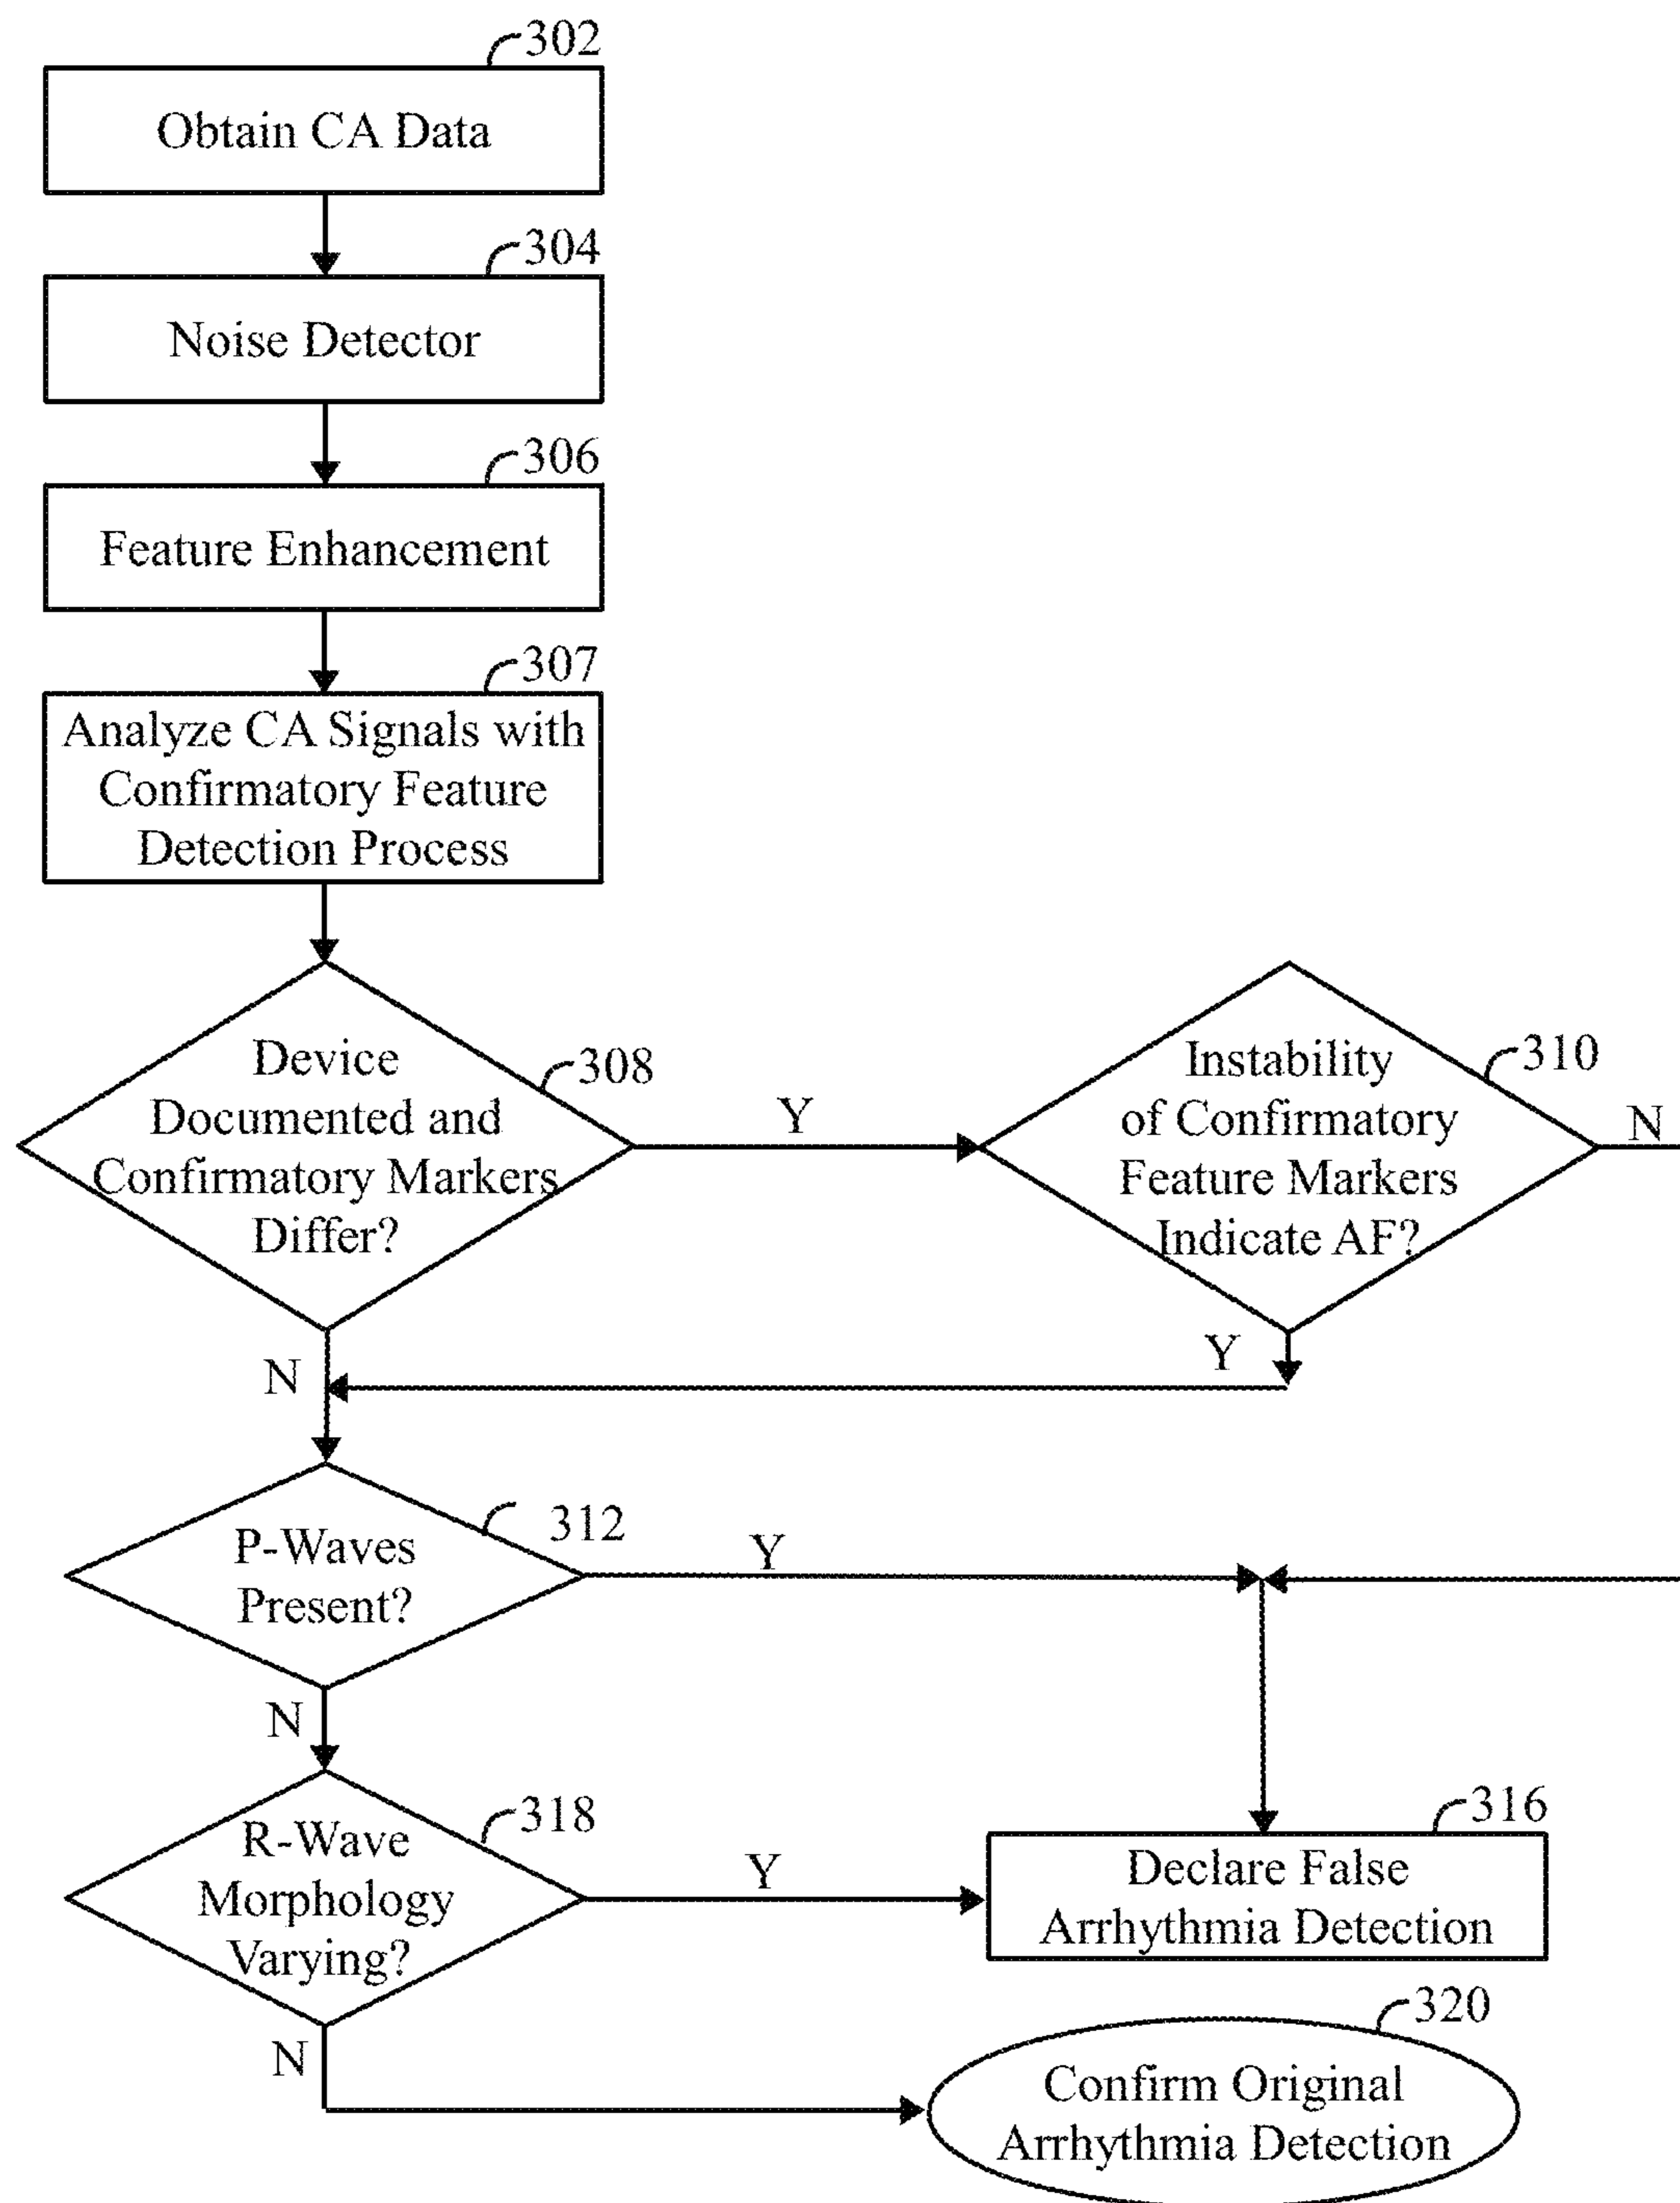 302
Obtain CA Data
304
Noise Detector
306
Feature Enhancement
307
Analyze CA Signals with
Confirmatory Feature
Detection Process
308
Device
Documented and
Confirmatory Markers
Differ?
Y
310
Instability
of Confirmatory
Feature Markers
Indicate AF?
N
N
Y
312
P-Waves
Present?
Y
N
318
R-Wave
Morphology
Varying?
Y
316
Declare False
Arrhythmia Detection
N
320
Confirm Original
Arrhythmia Detection